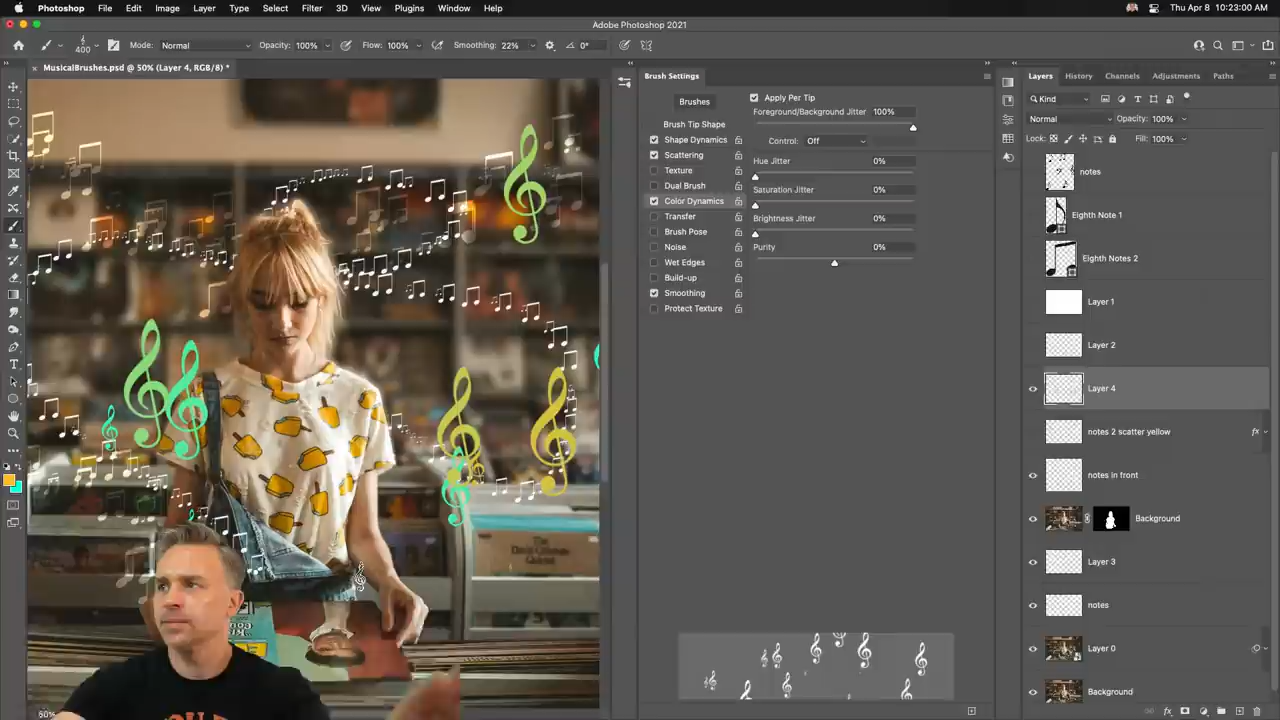 Photoshop File Edit Image Layer Type Select Filter 3D View Plugins Window Help Thu Apr 8 10:23:00 AM
Adobe Photoshop 2021
400 Mode: Normal Opacity: 100% Flow: 100% Smoothing: 22% 0°
MusicalBrushes.psd @ 50% (Layer 4, RGB/8) *
Brush Settings
Brushes
Brush Tip Shape
Shape Dynamics
Scattering
Texture
Dual Brush
Color Dynamics
Transfer
Brush Pose
Noise
Wet Edges
Build-up
Smoothing
Protect Texture
Apply Per Tip
Foreground/Background Jitter 100%
Control: Off
Hue Jitter 0%
Saturation Jitter 0%
Brightness Jitter 0%
Purity 0%
Layers History Channels Adjustments Paths
Kind
Normal Opacity: 100%
Lock: Fill: 100%
notes
Eighth Note 1
Eighth Notes 2
Layer 1
Layer 2
Layer 4
notes 2 scatter yellow fx
notes in front
Background
Layer 3
notes
Layer 0
Background
The
Quintet
50%
fx